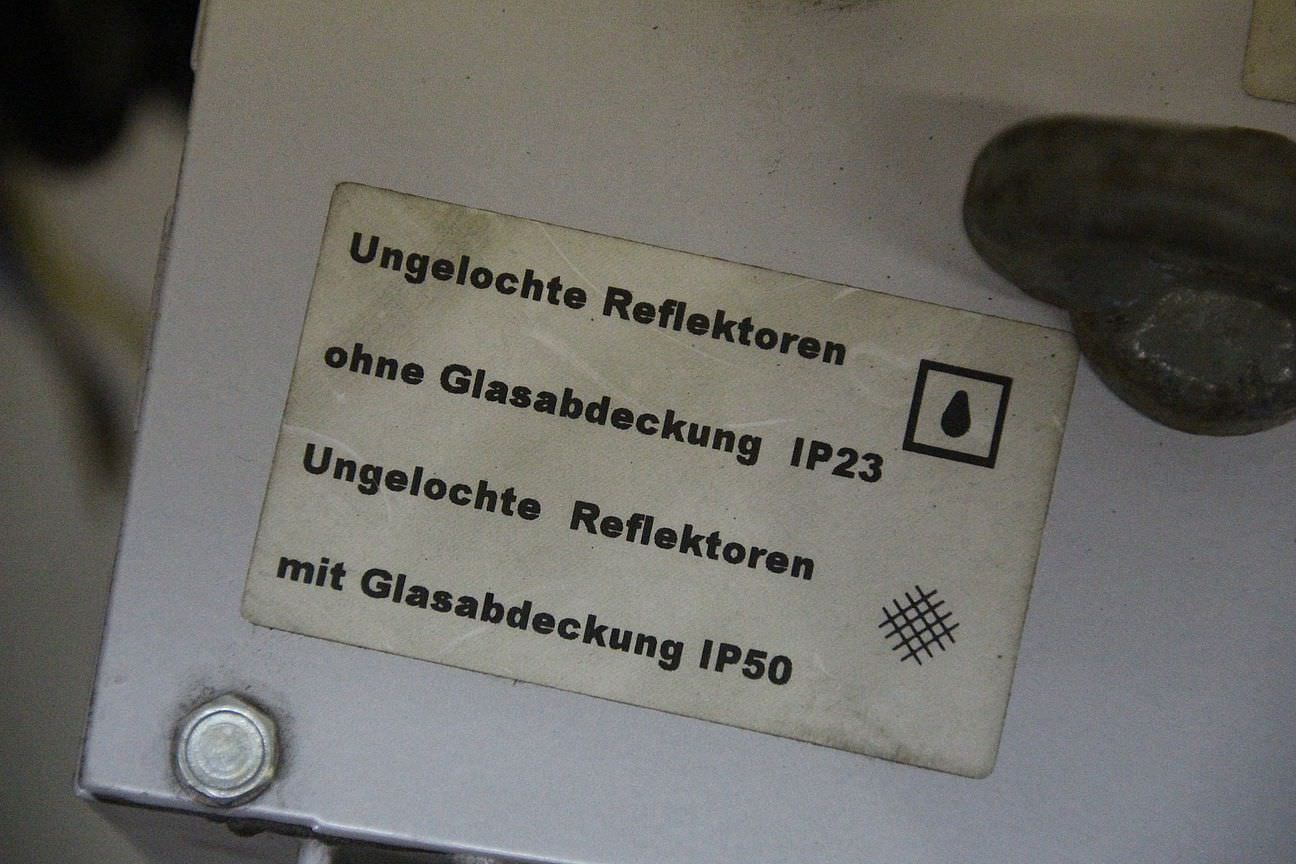 Ungelochte Reflektoren
ohne Glasabdeckung IP23
Ungelochte Reflektoren
mit Glasabdeckung IP50